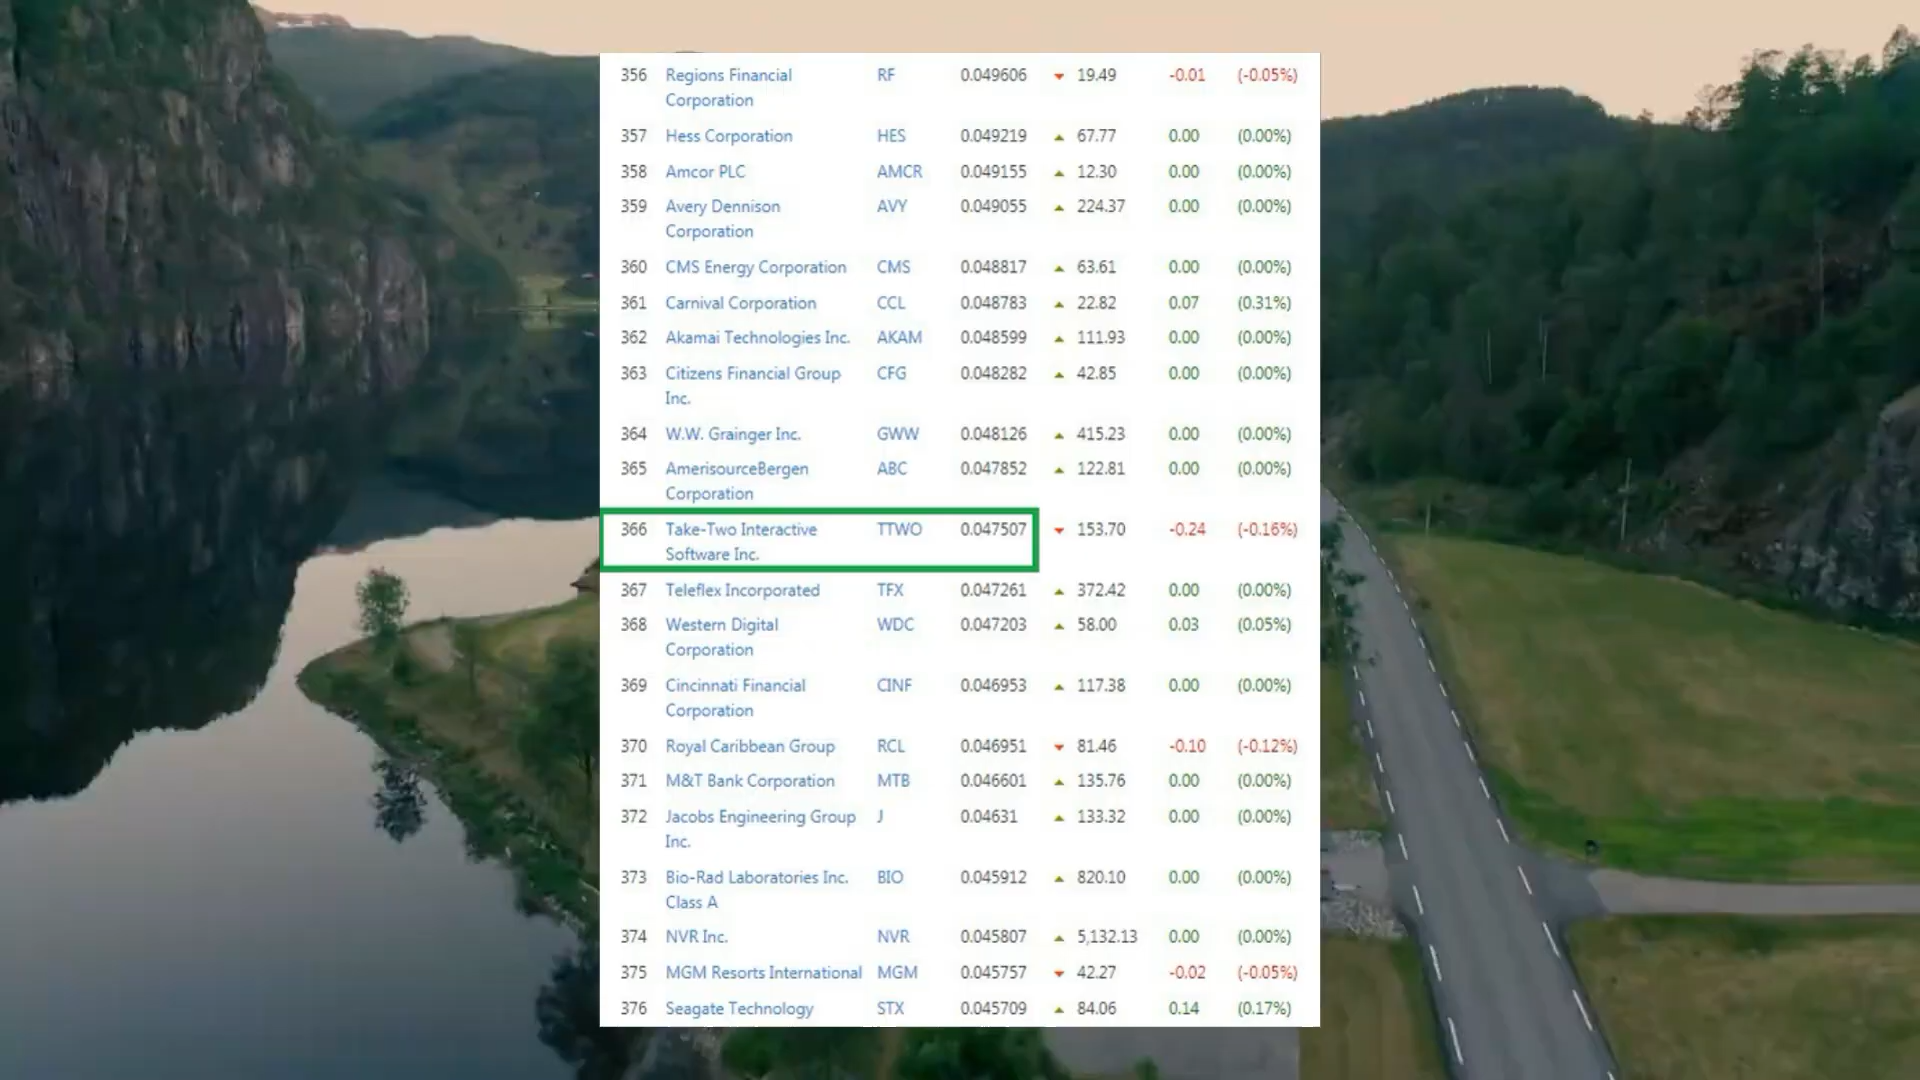 356 Regions Financial RF 0.049606 19.49 -0.01 (-0.05%)
Corporation
357 Hess Corporation HES 0.049219 67.77 0.00 (0.00%)
358 Amcor PLC AMCR 0.049155 12.30 0.00 (0.00%)
359 Avery Dennison AVY 0.049055 224.37 0.00 (0.00%)
Corporation
360 CMS Energy Corporation CMS 0.048817 63.61 0.00 (0.00%)
361 Carnival Corporation CCL 0.048783 22.82 0.07 (0.31%)
362 Akamai Technologies Inc. AKAM 0.048599 111.93 0.00 (0.00%)
363 Citizens Financial Group CFG 0.048282 42.85 0.00 (0.00%)
Inc.
364 W.W. Grainger Inc. GWW 0.048126 415.23 0.00 (0.00%)
365 AmerisourceBergen ABC 0.047852 122.81 0.00 (0.00%)
Corporation
366 Take-Two Interactive TTWO 0.047507 153.70 -0.24 (-0.16%)
Software Inc.
367 Teleflex Incorporated TFX 0.047261 372.42 0.00 (0.00%)
368 Western Digital WDC 0.047203 58.00 0.03 (0.05%)
Corporation
369 Cincinnati Financial CINF 0.046953 117.38 0.00 (0.00%)
Corporation
370 Royal Caribbean Group RCL 0.046951 81.46 -0.10 (-0.12%)
371 M&T Bank Corporation MTB 0.046601 135.76 0.00 (0.00%)
372 Jacobs Engineering Group J 0.04631 133.32 0.00 (0.00%)
Inc.
373 Bio-Rad Laboratories Inc. BIO 0.045912 820.10 0.00 (0.00%)
Class A
374 NVR Inc. NVR 0.045807 5,132.13 0.00 (0.00%)
375 MGM Resorts International MGM 0.045757 42.27 -0.02 (-0.05%)
376 Seagate Technology STX 0.045709 84.06 0.14 (0.17%)